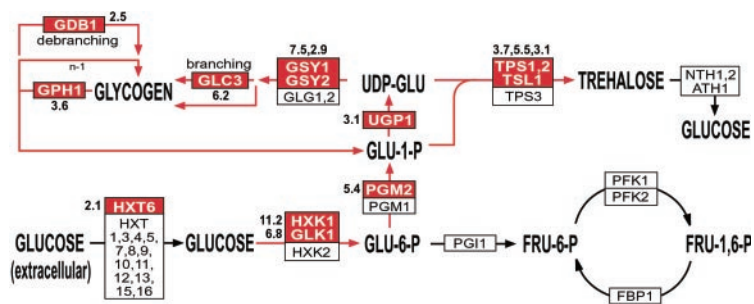 GDB1 2.5
debranching
n-1
GPH1
3.6
GLYCOGEN
branching
GLC3
6.2
7.5,2.9
GSY1
GSY2
GLG1,2
UDP-GLU
3.1 UGP1
GLU-1-P
3.7,5.5,3.1
TPS1,2
TSL1
TPS3
TREHALOSE
NTH1,2
ATH1
GLUCOSE
5.4 PGM2
PGM1
2.1 HXT6
HXT
1,3,4,5,
7,8,9,
10,11,
12,13,
15,16
GLUCOSE
(extracellular)
GLUCOSE
11.2 HXK1
6.8 GLK1
HXK2
GLU-6-P
PGI1
FRU-6-P
PFK1
PFK2
FRU-1,6-P
FBP1